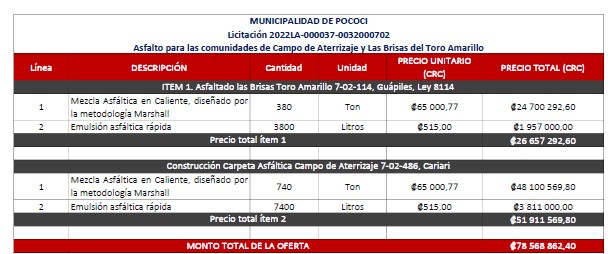 MUNICIPALIDAD DE POCOCI
Licitación 2022LA-000037-0032000702
Asfalto para las comunidades de Campo de Aterrizaje y Las Brisas del Toro Amarillo
Línea DESCRIPCIÓN Cantidad Unidad PRECIO UNITARIO (CRC) PRECIO TOTAL (CRC)
ITEM 1. Asfaltado las Brisas Toro Amarillo 7-02-114, Guápiles, Ley 8114
1 Mezcla Asfáltica en Caliente, diseñado por la metodología Marshall 380 Ton ₡65 000,77 ₡24 700 292,60
2 Emulsión asfáltica rápida 3800 Litros ₡515,00 ₡1 957 000,00
Precio total ítem 1 ₡26 657 292,60
Construcción Carpeta Asfáltica Campo de Aterrizaje 7-02-486, Cariari
1 Mezcla Asfáltica en Caliente, diseñado por la metodología Marshall 740 Ton ₡65 000,77 ₡48 100 569,80
2 Emulsión asfáltica rápida 7400 Litros ₡515,00 ₡3 811 000,00
Precio total ítem 2 ₡51 911 569,80
MONTO TOTAL DE LA OFERTA ₡78 568 862,40